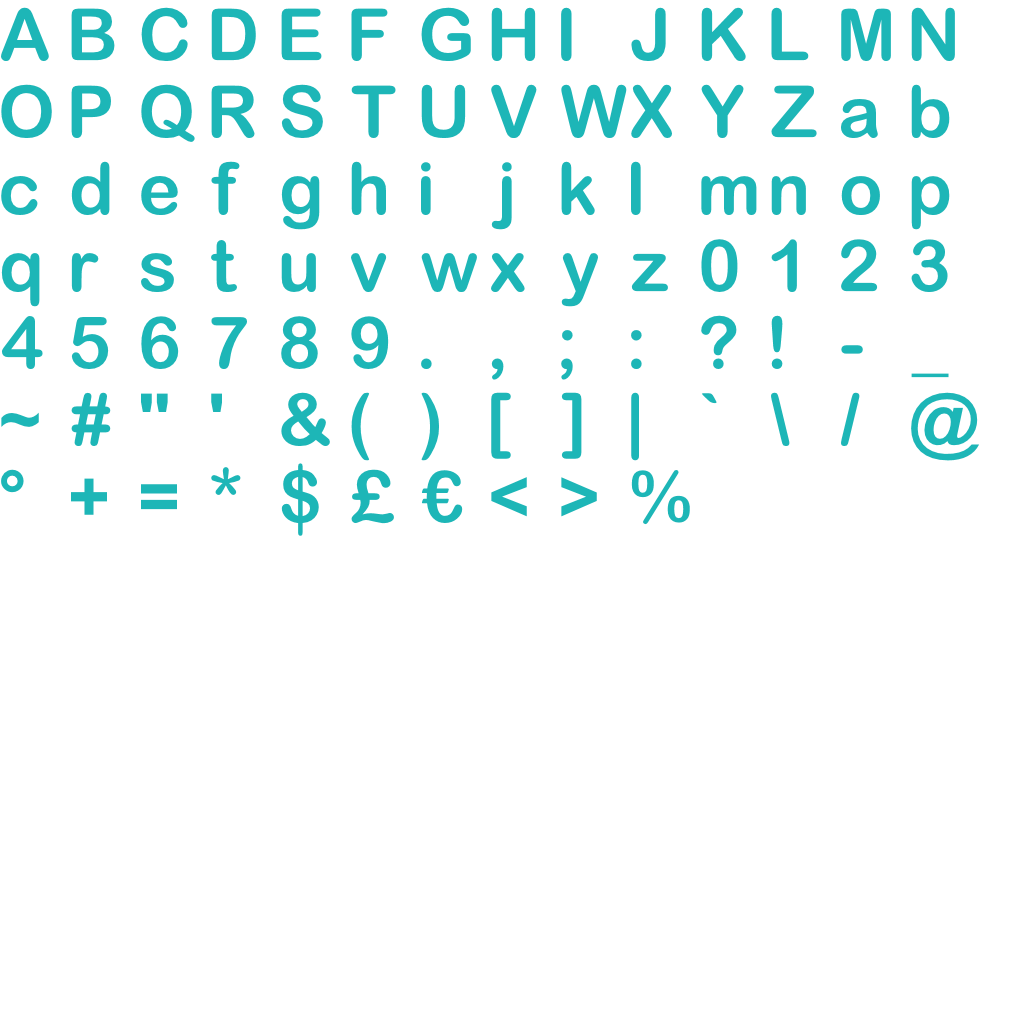 A B C D E F G H I J K L M N
O P Q R S T U V W X Y Z a b
c d e f g h i j k l m n o p
q r s t u v w x y z 0 1 2 3
4 5 6 7 8 9 . , ; : ? ! - _
~ # " ' & ( ) [ ] | ` \ / @
° + = * $ £ € < > %